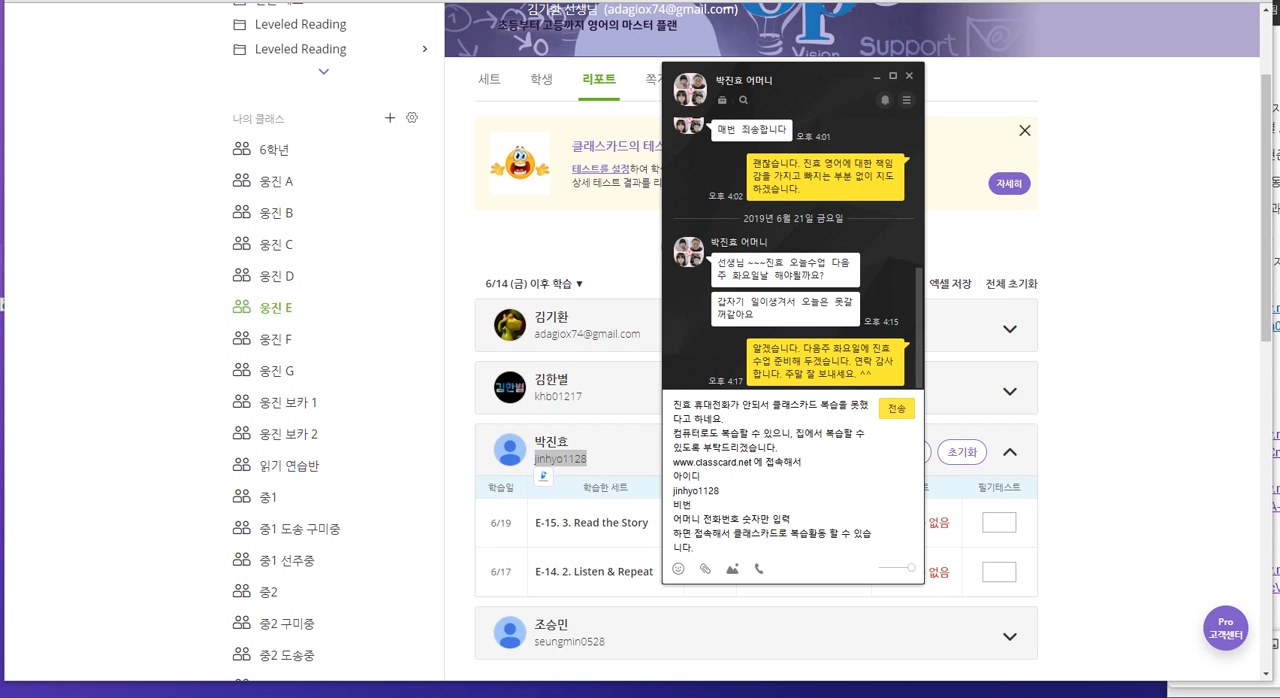 Leveled Reading
Leveled Reading
나의 클래스
6학년
웅진 A
웅진 B
웅진 C
웅진 D
웅진 E
웅진 F
웅진 G
웅진 보카 1
웅진 보카 2
읽기 연습반
중1
중1 도송 구미중
중1 선주중
중2
중2 구미중
중2 도송중
김기환 선생님 (adagiox74@gmail.com)
초등부터 고등까지 영어의 마스터 플랜
Vision
Support
세트
학생
리포트
클래스카드의 테스
테스트를 설정하여 학
상세 테스트 결과를 리
자세히
6/14 (금) 이후 학습 ▼
엑셀 저장
전체 초기화
김기환
adagiox74@gmail.com
김한범
김한벌
khb01217
박진효
jinhyo1128
초기화
학습일
학습한 세트
필기테스트
6/19
E-15. 3. Read the Story
없음
6/17
E-14. 2. Listen & Repeat
없음
조승민
seungmin0528
박진효 어머니
매번 죄송합니다
오후 4:01
괜찮습니다. 진효 영어에 대한 책임
감을 가지고 빠지는 부분 없이 지도
하겠습니다.
오후 4:02
2019년 6월 21일 금요일
박진효 어머니
선생님 ~~~진효 오늘수업 다음
주 화요일날 해야될까요?
갑자기 일이생겨서 오늘은 못갈
꺼같아요
오후 4:15
알겠습니다. 다음주 화요일에 진효
수업 준비해 두겠습니다. 연락 감사
합니다. 주말 잘 보내세요. ^^
오후 4:17
진효 휴대전화가 안되서 클래스카드 복습을 못했
다고 하네요.
컴퓨터로도 복습할 수 있으니, 집에서 복습할 수
있도록 부탁드리겠습니다.
www.classcard.net 에 접속해서
아이디
jinhyo1128
비번
어머니 전화번호 숫자만 입력
하면 접속해서 클래스카드로 복습활동 할 수 있습
니다.
전송
Pro
고객센터